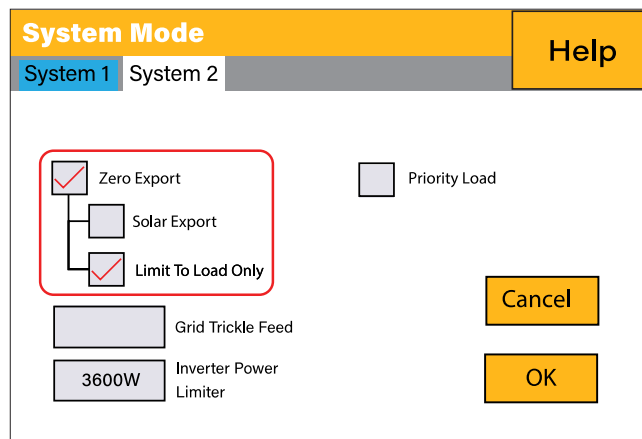 System Mode
Help
System 1
System 2
Zero Export
Priority Load
Solar Export
Limit To Load Only
Cancel
Grid Trickle Feed
3600W
Inverter Power
Limiter
OK